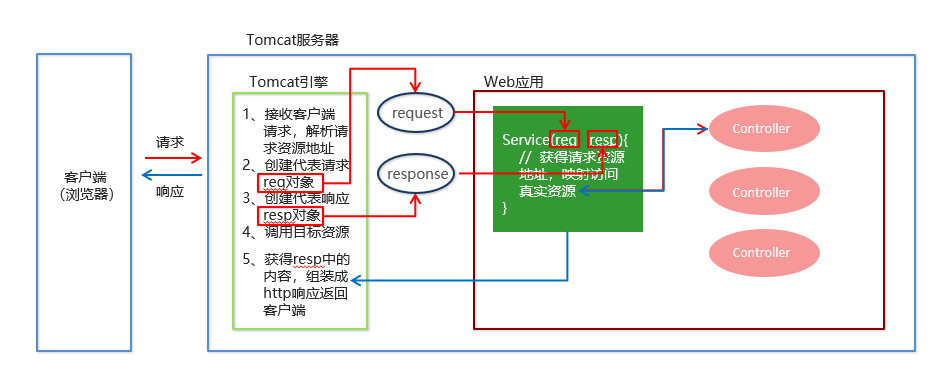 Tomcat服务器
客户端
（浏览器）
请求
响应
Tomcat引擎
1、接收客户端
请求，解析请
求资源地址
2、创建代表请求
req对象
3、创建代表响应
resp对象
4、调用目标资源
5、获得resp中的
内容，组装成
http响应返回
客户端
request
response
Web应用
Service(req resp){
// 获得请求资源
地址，映射访问
真实资源
}
Controller
Controller
Controller